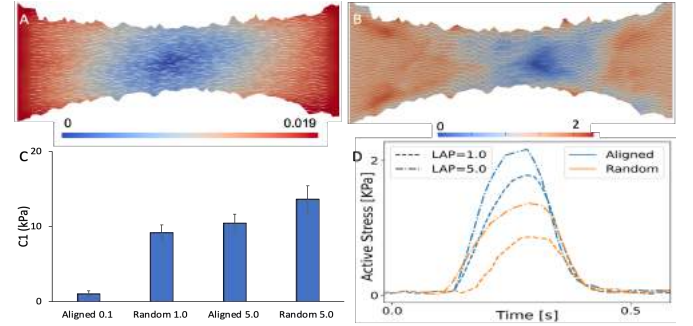 A
B
0
0.019
0
2
C
20
10
0
C1 (kPa)
Aligned 0.1
Random 1.0
Aligned 5.0
Random 5.0
D
LAP=1.0
LAP=5.0
Aligned
Random
2
0
Active Stress [KPa]
0.0
0.5
Time [s]